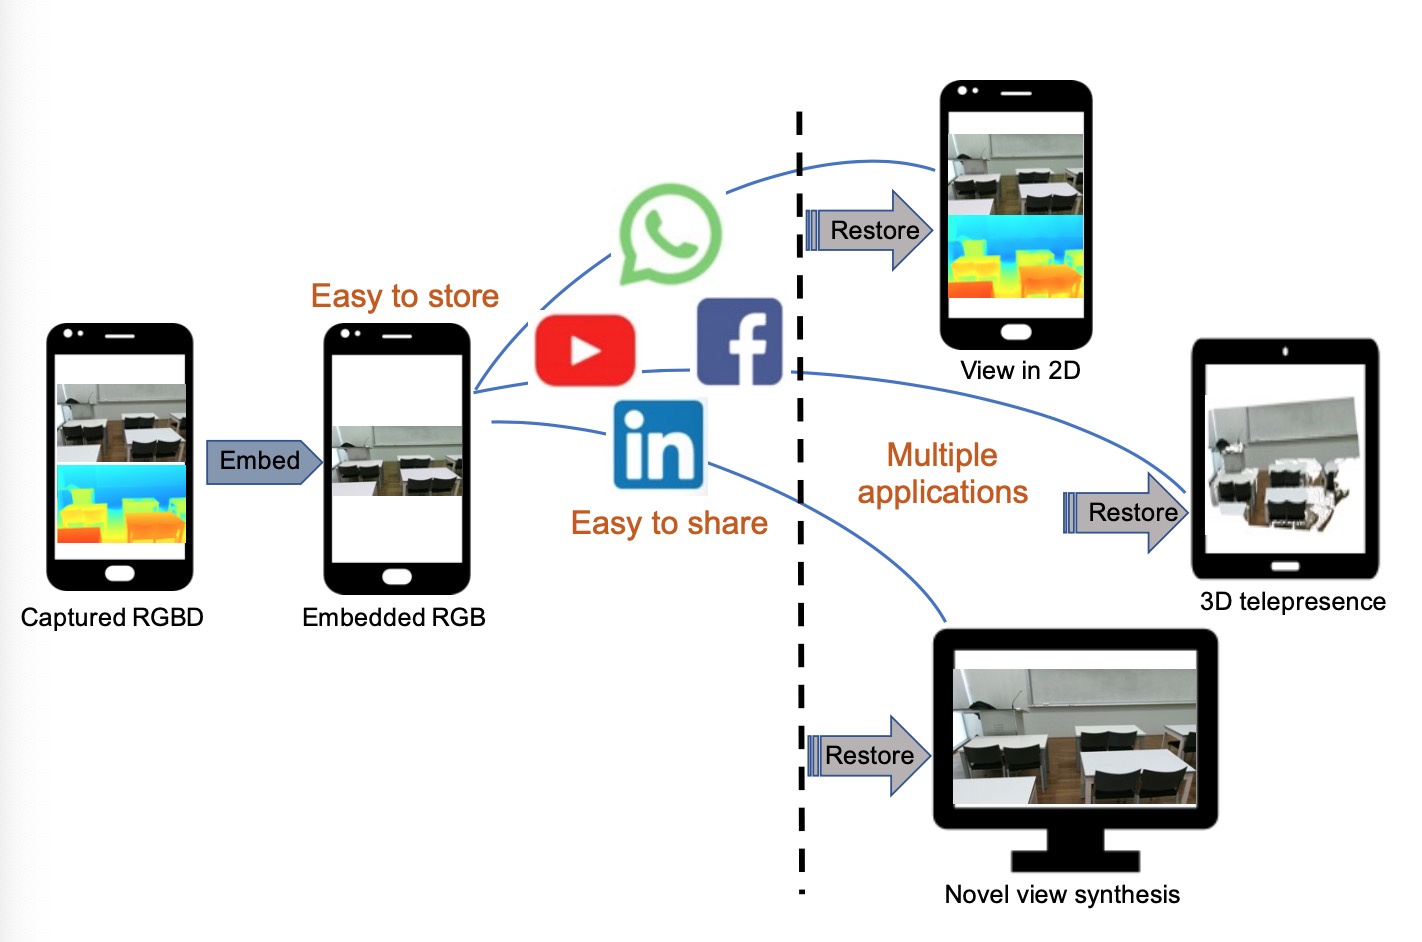 Easy to store
Captured RGBD
Embed
Embedded RGB
in
f
Easy to share
Restore
View in 2D
Multiple
applications
Restore
3D telepresence
Restore
Novel view synthesis